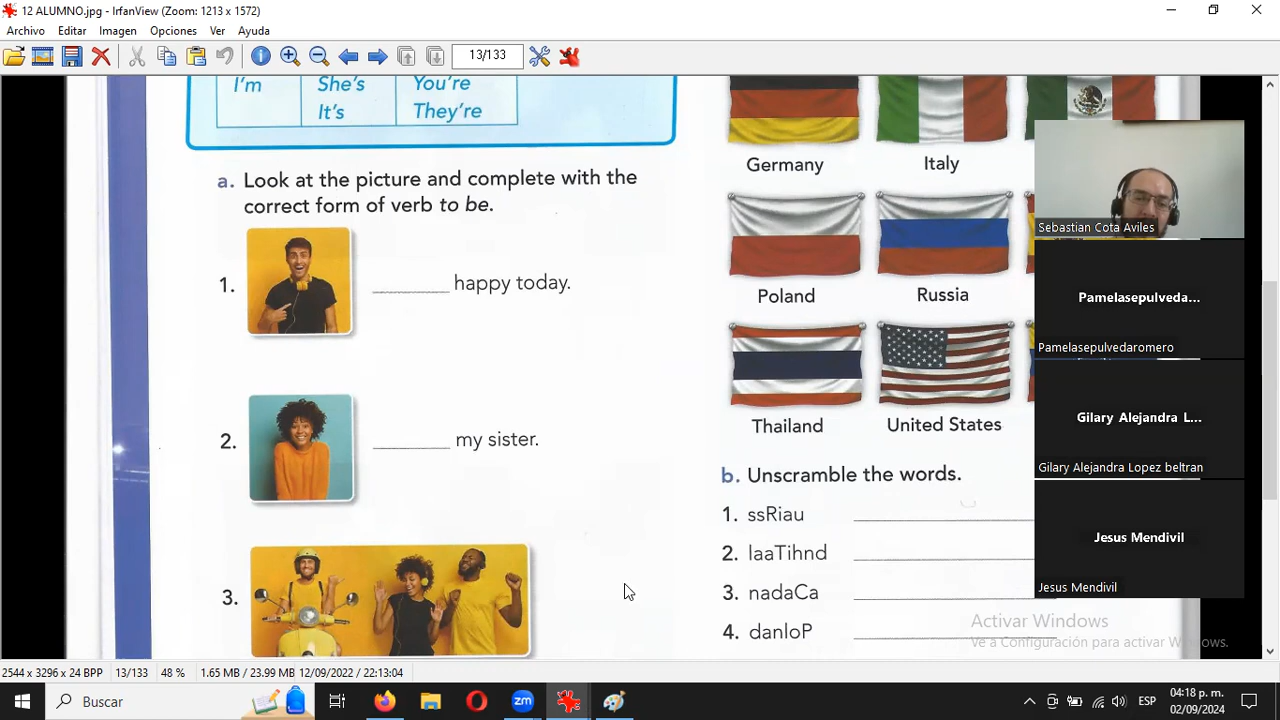 12 ALUMNO.jpg - IrfanView (Zoom: 1213 x 1572)
Archivo Editar Imagen Opciones Ver Ayuda
13/133
I'm She's You're
It's They're
a. Look at the picture and complete with the
correct form of verb to be.
1. ________ happy today.
2. ________ my sister.
3.
Germany Italy
Poland Russia
Thailand United States
b. Unscramble the words.
1. ssRiau
2. laaTihnd
3. nadaCa
4. danloP
Sebastian Cota Aviles
Pamelasepulveda...
Pamelasepulvedaromero
Gilary Alejandra L...
Gilary Alejandra Lopez beltran
Jesus Mendivil
Jesus Mendivil
Activar Windows
Ve a Configuración para activar Windows.
2544 x 3296 x 24 BPP 13/133 48 % 1.65 MB / 23.99 MB 12/09/2022 / 22:13:04
Buscar
zm
ESP
04:18 p. m.
02/09/2024